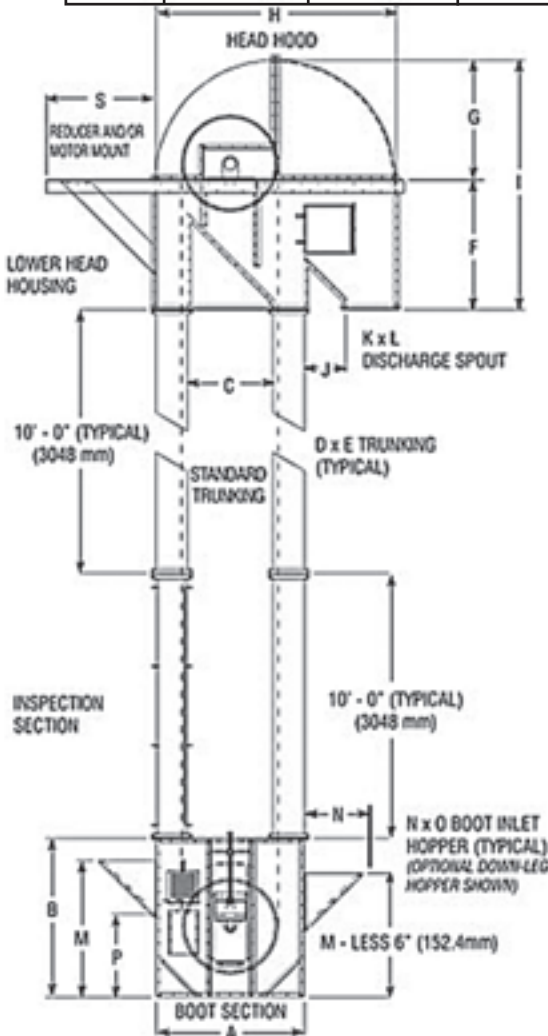 H
HEAD HOOD
S
G
I
REDUCER AND/OR
MOTOR MOUNT
F
LOWER HEAD
HOUSING
K x L
DISCHARGE SPOUT
J
C
10' - 0" (TYPICAL)
(3048 mm)
D x E TRUNKING
(TYPICAL)
STANDARD
TRUNKING
INSPECTION
SECTION
10' - 0" (TYPICAL)
(3048 mm)
N
N x O BOOT INLET
HOPPER (TYPICAL)
(OPTIONAL DOWN-LEG
HOPPER SHOWN)
B
M
P
M - LESS 6" (152.4mm)
BOOT SECTION
A